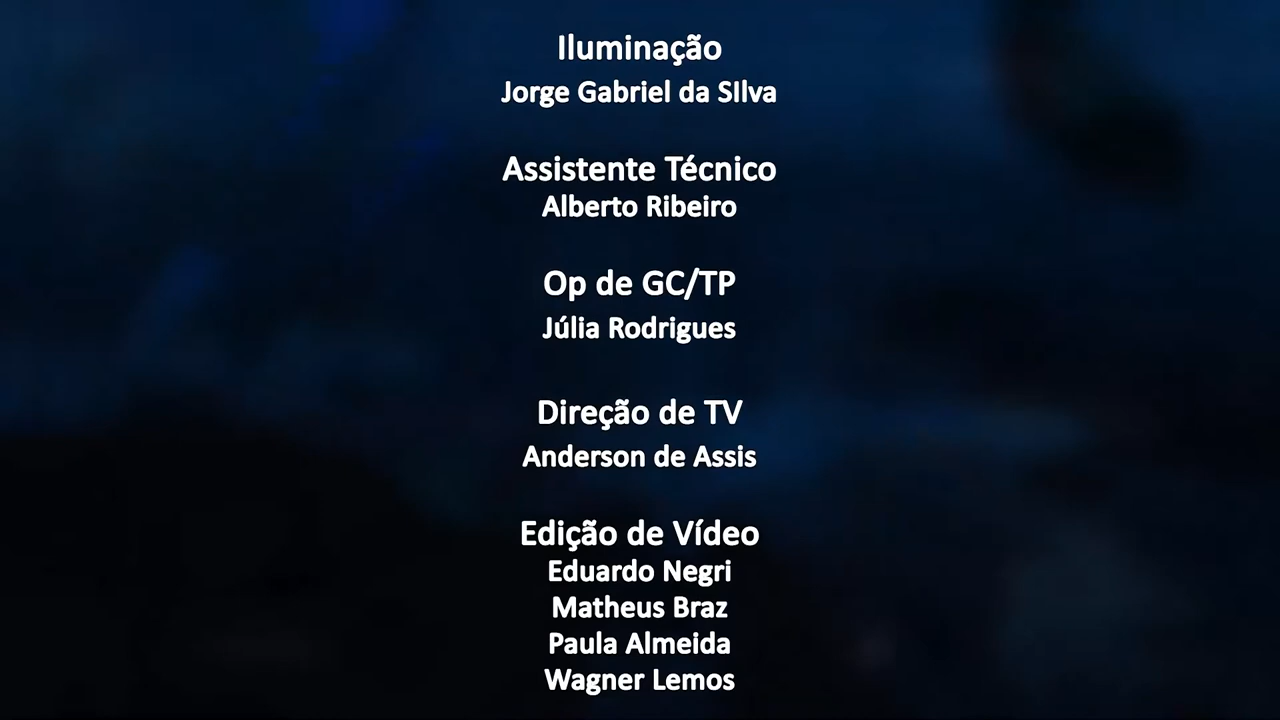 Iluminação
Jorge Gabriel da SIlva
Assistente Técnico
Alberto Ribeiro
Op de GC/TP
Júlia Rodrigues
Direção de TV
Anderson de Assis
Edição de Vídeo
Eduardo Negri
Matheus Braz
Paula Almeida
Wagner Lemos